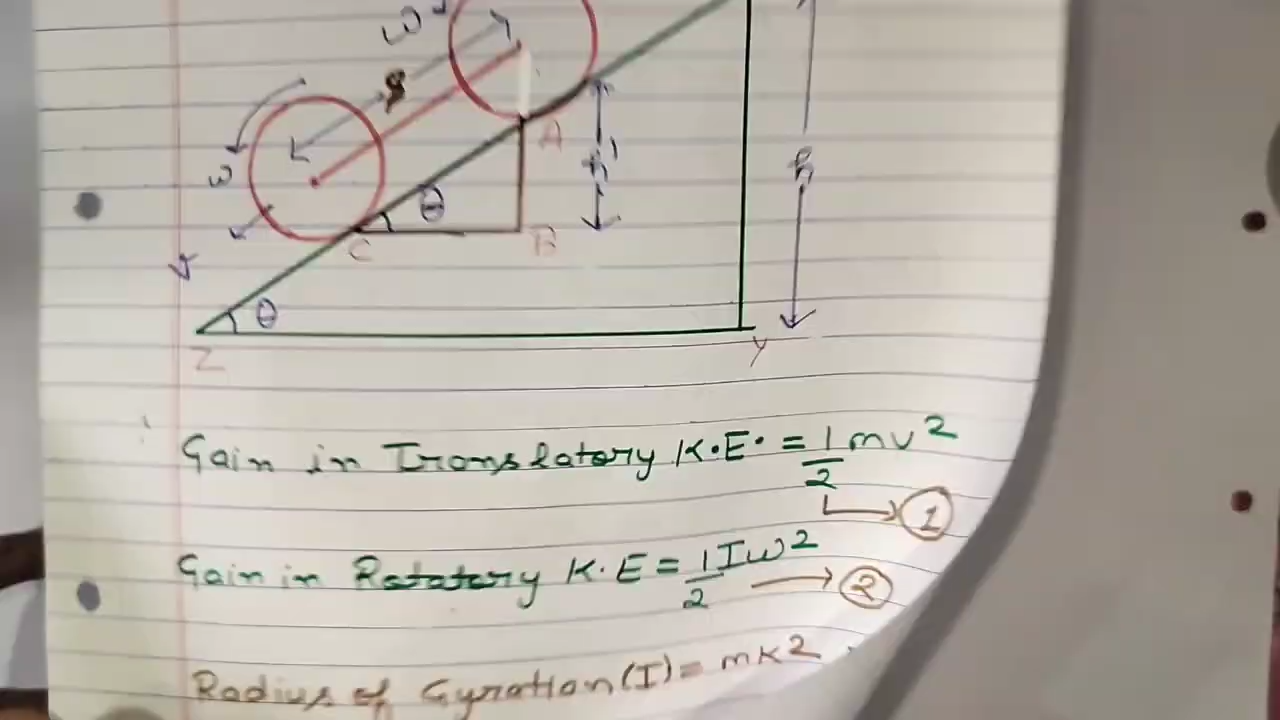 ω
s
A
h'
h
ω
θ
C
B
v
θ
Z
Y
Gain in Translatory K.E. = 1/2 mv²
→ ①
Gain in Rotatory K.E = 1/2 Iω² → ②
Radius of Gyration (I) = mK²